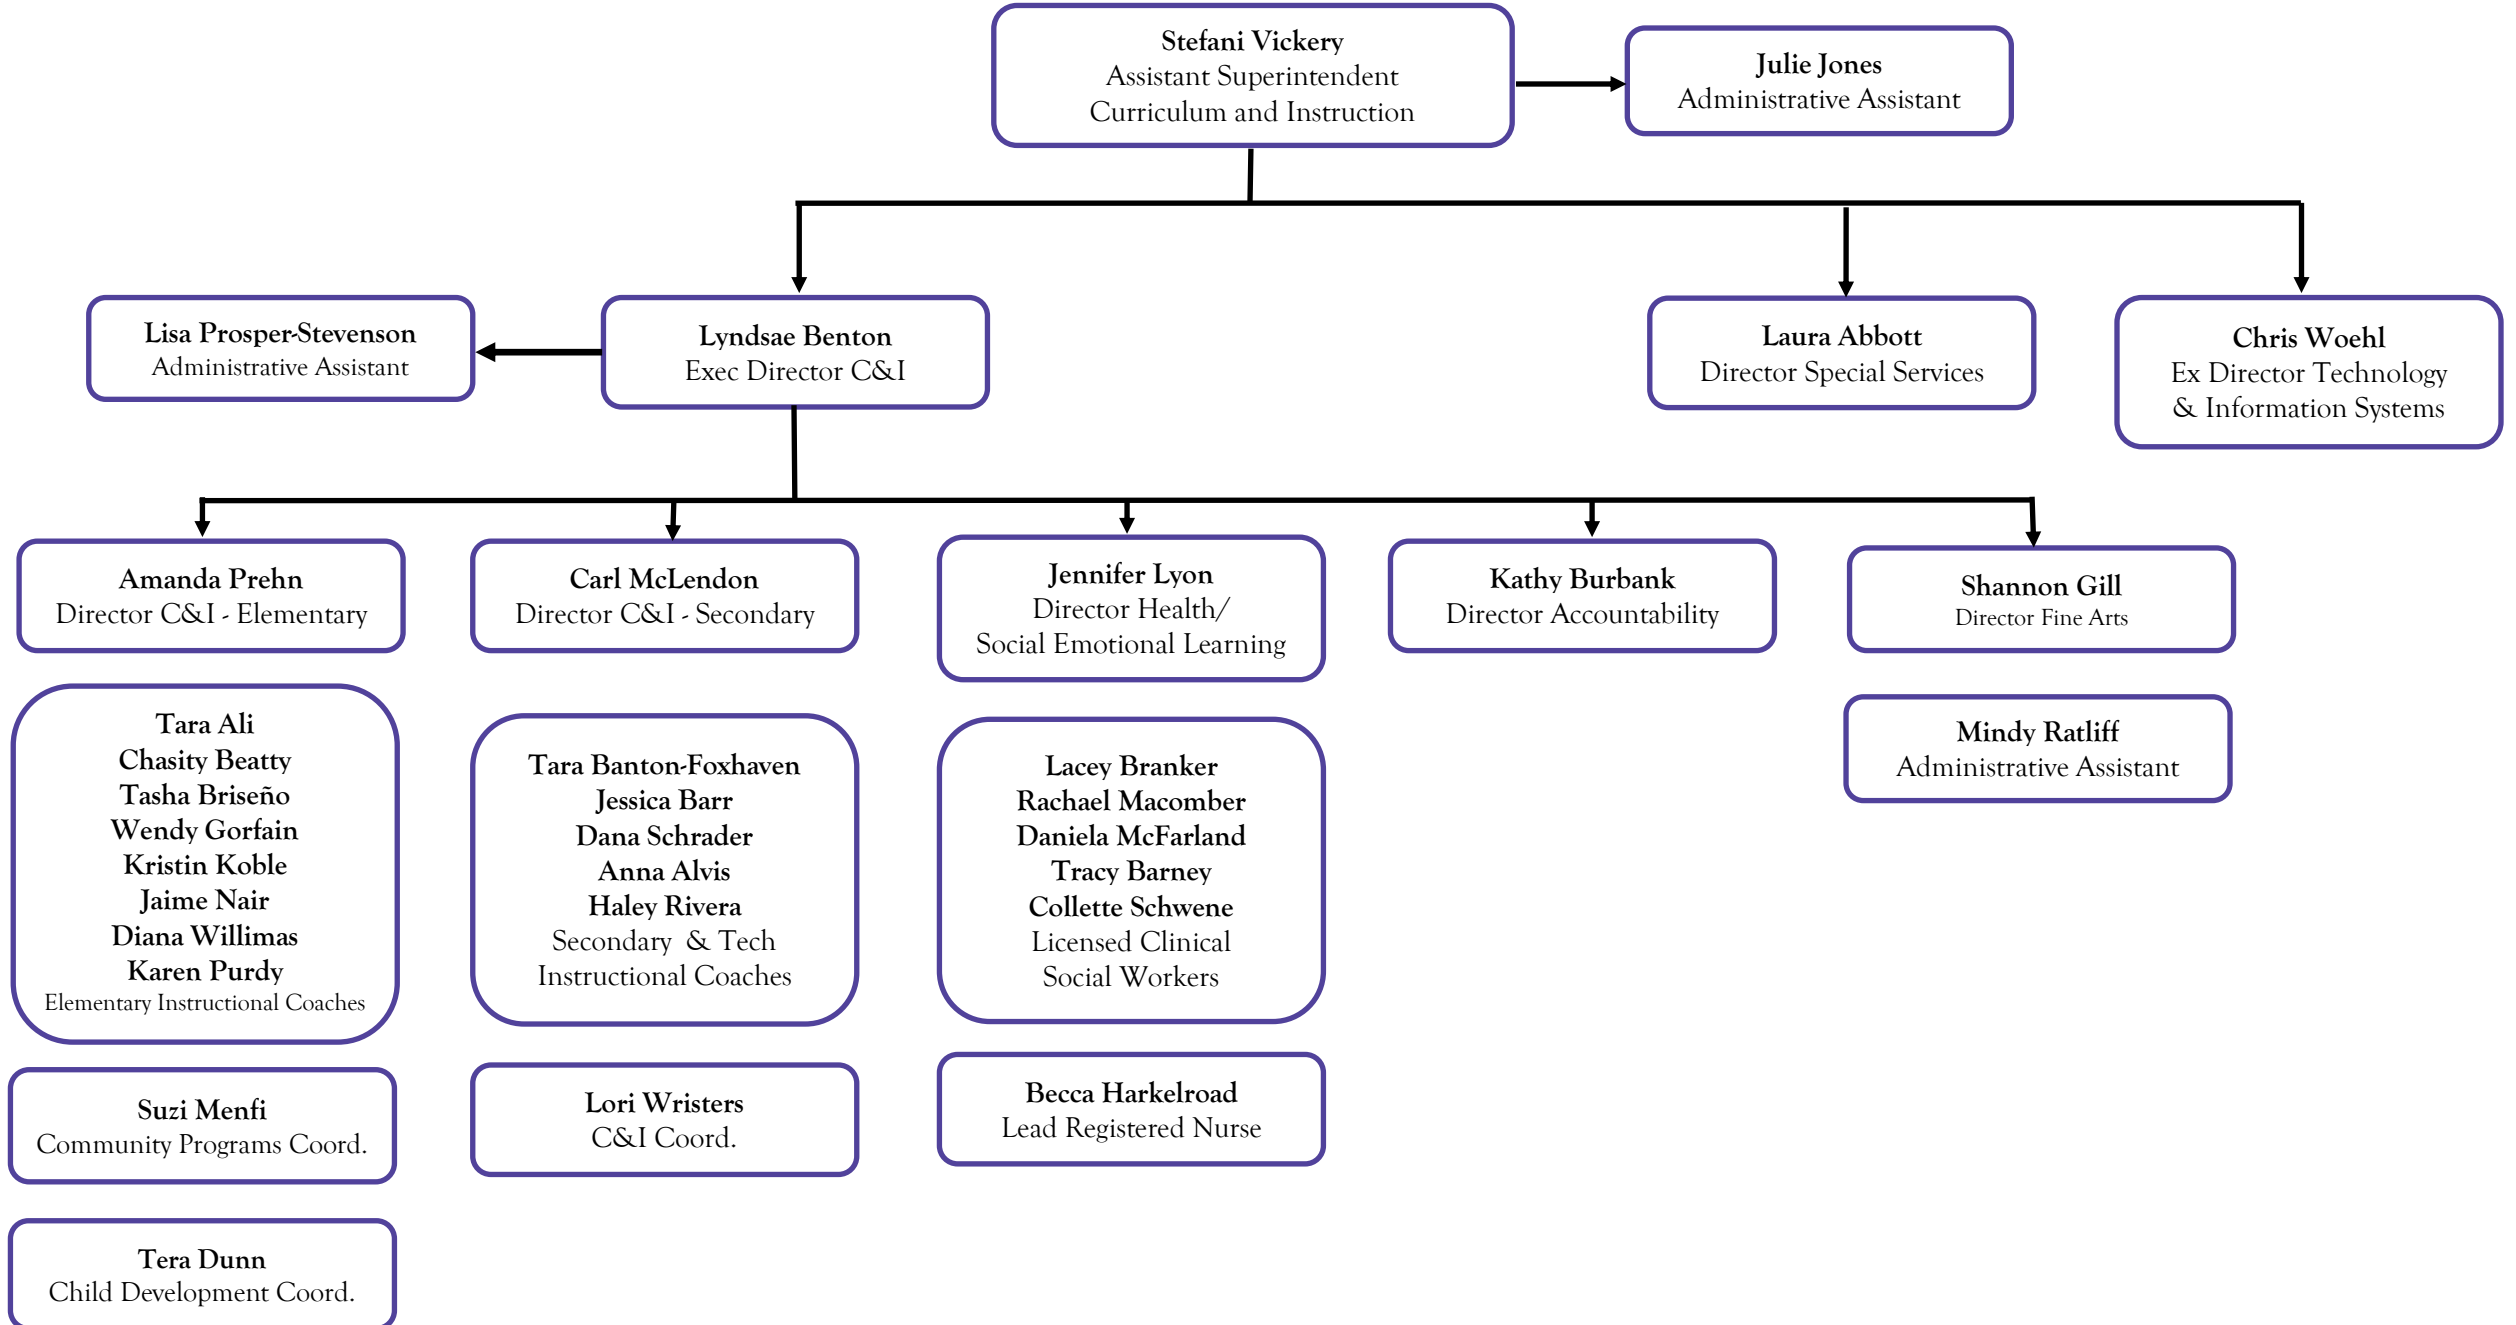 Stefani Vickery
Assistant Superintendent
Curriculum and Instruction
Julie Jones
Administrative Assistant
Lisa Prosper-Stevenson
Administrative Assistant
Lyndsae Benton
Exec Director C&I
Laura Abbott
Director Special Services
Chris Woehl
Ex Director Technology
& Information Systems
Amanda Prehn
Director C&I - Elementary
Carl McLendon
Director C&I - Secondary
Jennifer Lyon
Director Health/
Social Emotional Learning
Kathy Burbank
Director Accountability
Shannon Gill
Director Fine Arts
Tara Ali
Chasity Beatty
Tasha Briseño
Wendy Gorfain
Kristin Koble
Jaime Nair
Diana Willimas
Karen Purdy
Elementary Instructional Coaches
Tara Banton-Foxhaven
Jessica Barr
Dana Schrader
Anna Alvis
Haley Rivera
Secondary & Tech
Instructional Coaches
Lacey Branker
Rachael Macomber
Daniela McFarland
Tracy Barney
Collette Schwene
Licensed Clinical
Social Workers
Mindy Ratliff
Administrative Assistant
Suzi Menfi
Community Programs Coord.
Lori Wristers
C&I Coord.
Becca Harkelroad
Lead Registered Nurse
Tera Dunn
Child Development Coord.